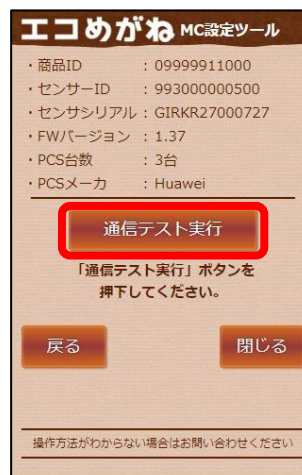 エコめがね MC設定ツール
・商品ID : 09999911000
・センサーID : 993000000500
・センサシリアル : GIRKR27000727
・FWバージョン : 1.37
・PCS台数 : 3台
・PCSメーカ : Huawei
通信テスト実行
「通信テスト実行」ボタンを
押下してください。
戻る 閉じる
操作方法がわからない場合はお問い合わせください